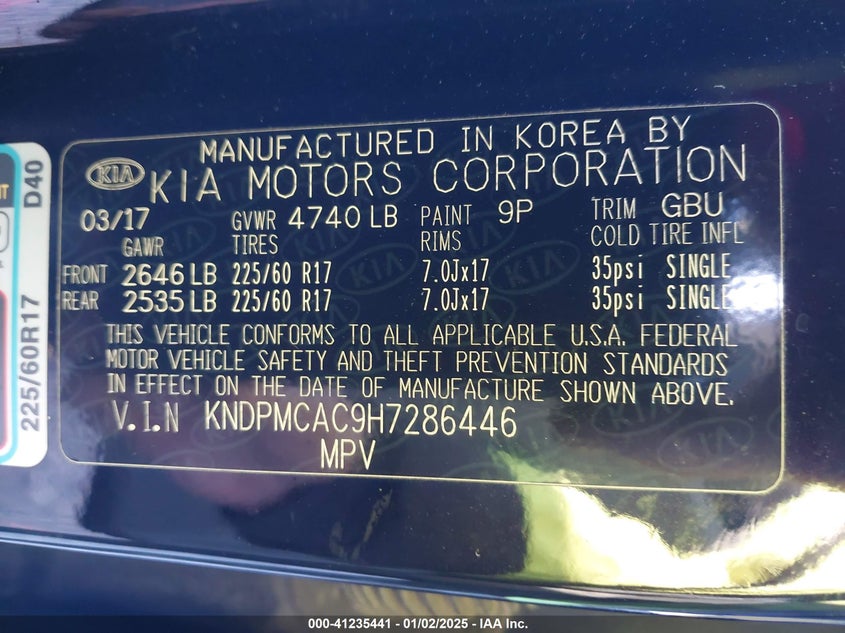 MANUFACTURED IN KOREA BY
KIA KIA MOTORS CORPORATION
03/17 GVWR 4740 LB PAINT 9P TRIM GBU
GAWR TIRES RIMS COLD TIRE INFL
FRONT 2646 LB 225/60 R17 7.0Jx17 35psi SINGLE
REAR 2535 LB 225/60 R17 7.0Jx17 35psi SINGLE
THIS VEHICLE CONFORMS TO ALL APPLICABLE U.S.A. FEDERAL
MOTOR VEHICLE SAFETY AND THEFT PREVENTION STANDARDS
IN EFFECT ON THE DATE OF MANUFACTURE SHOWN ABOVE.
V.I.N KNDPMCAC9H7286446
MPV
D40
225/60R17
000-41235441 — 01/02/2025 — IAA Inc.